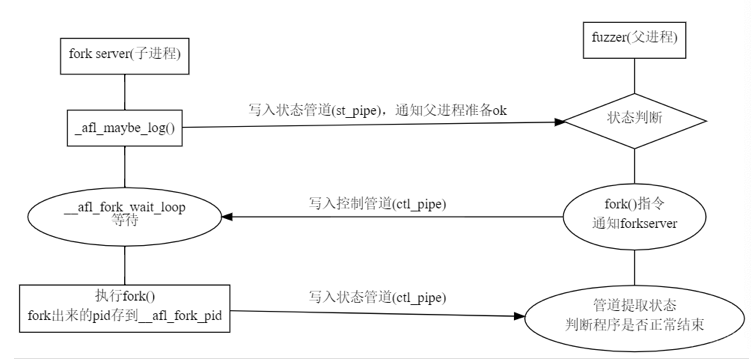 fork server(子进程)
fuzzer(父进程)
_afl_maybe_log()
写入状态管道(st_pipe)，通知父进程准备ok
状态判断
__afl_fork_wait_loop
等待
写入控制管道(ctl_pipe)
fork()指令
通知forkserver
执行fork()
fork出来的pid存到__afl_fork_pid
写入状态管道(ctl_pipe)
管道提取状态
判断程序是否正常结束